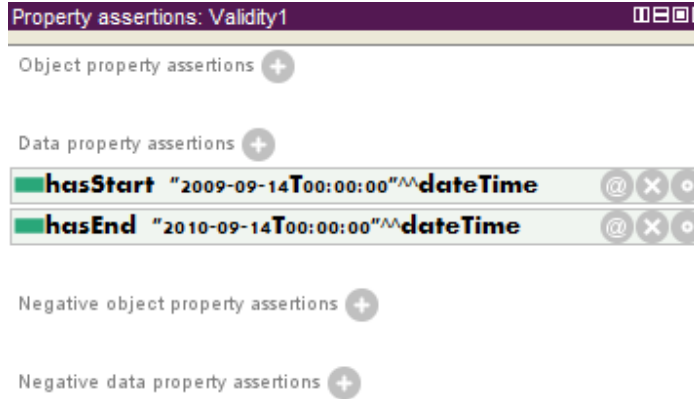 Property assertions: Validity1
Object property assertions
Data property assertions
hasStart "2009-09-14T00:00:00"^^dateTime
hasEnd "2010-09-14T00:00:00"^^dateTime
Negative object property assertions
Negative data property assertions